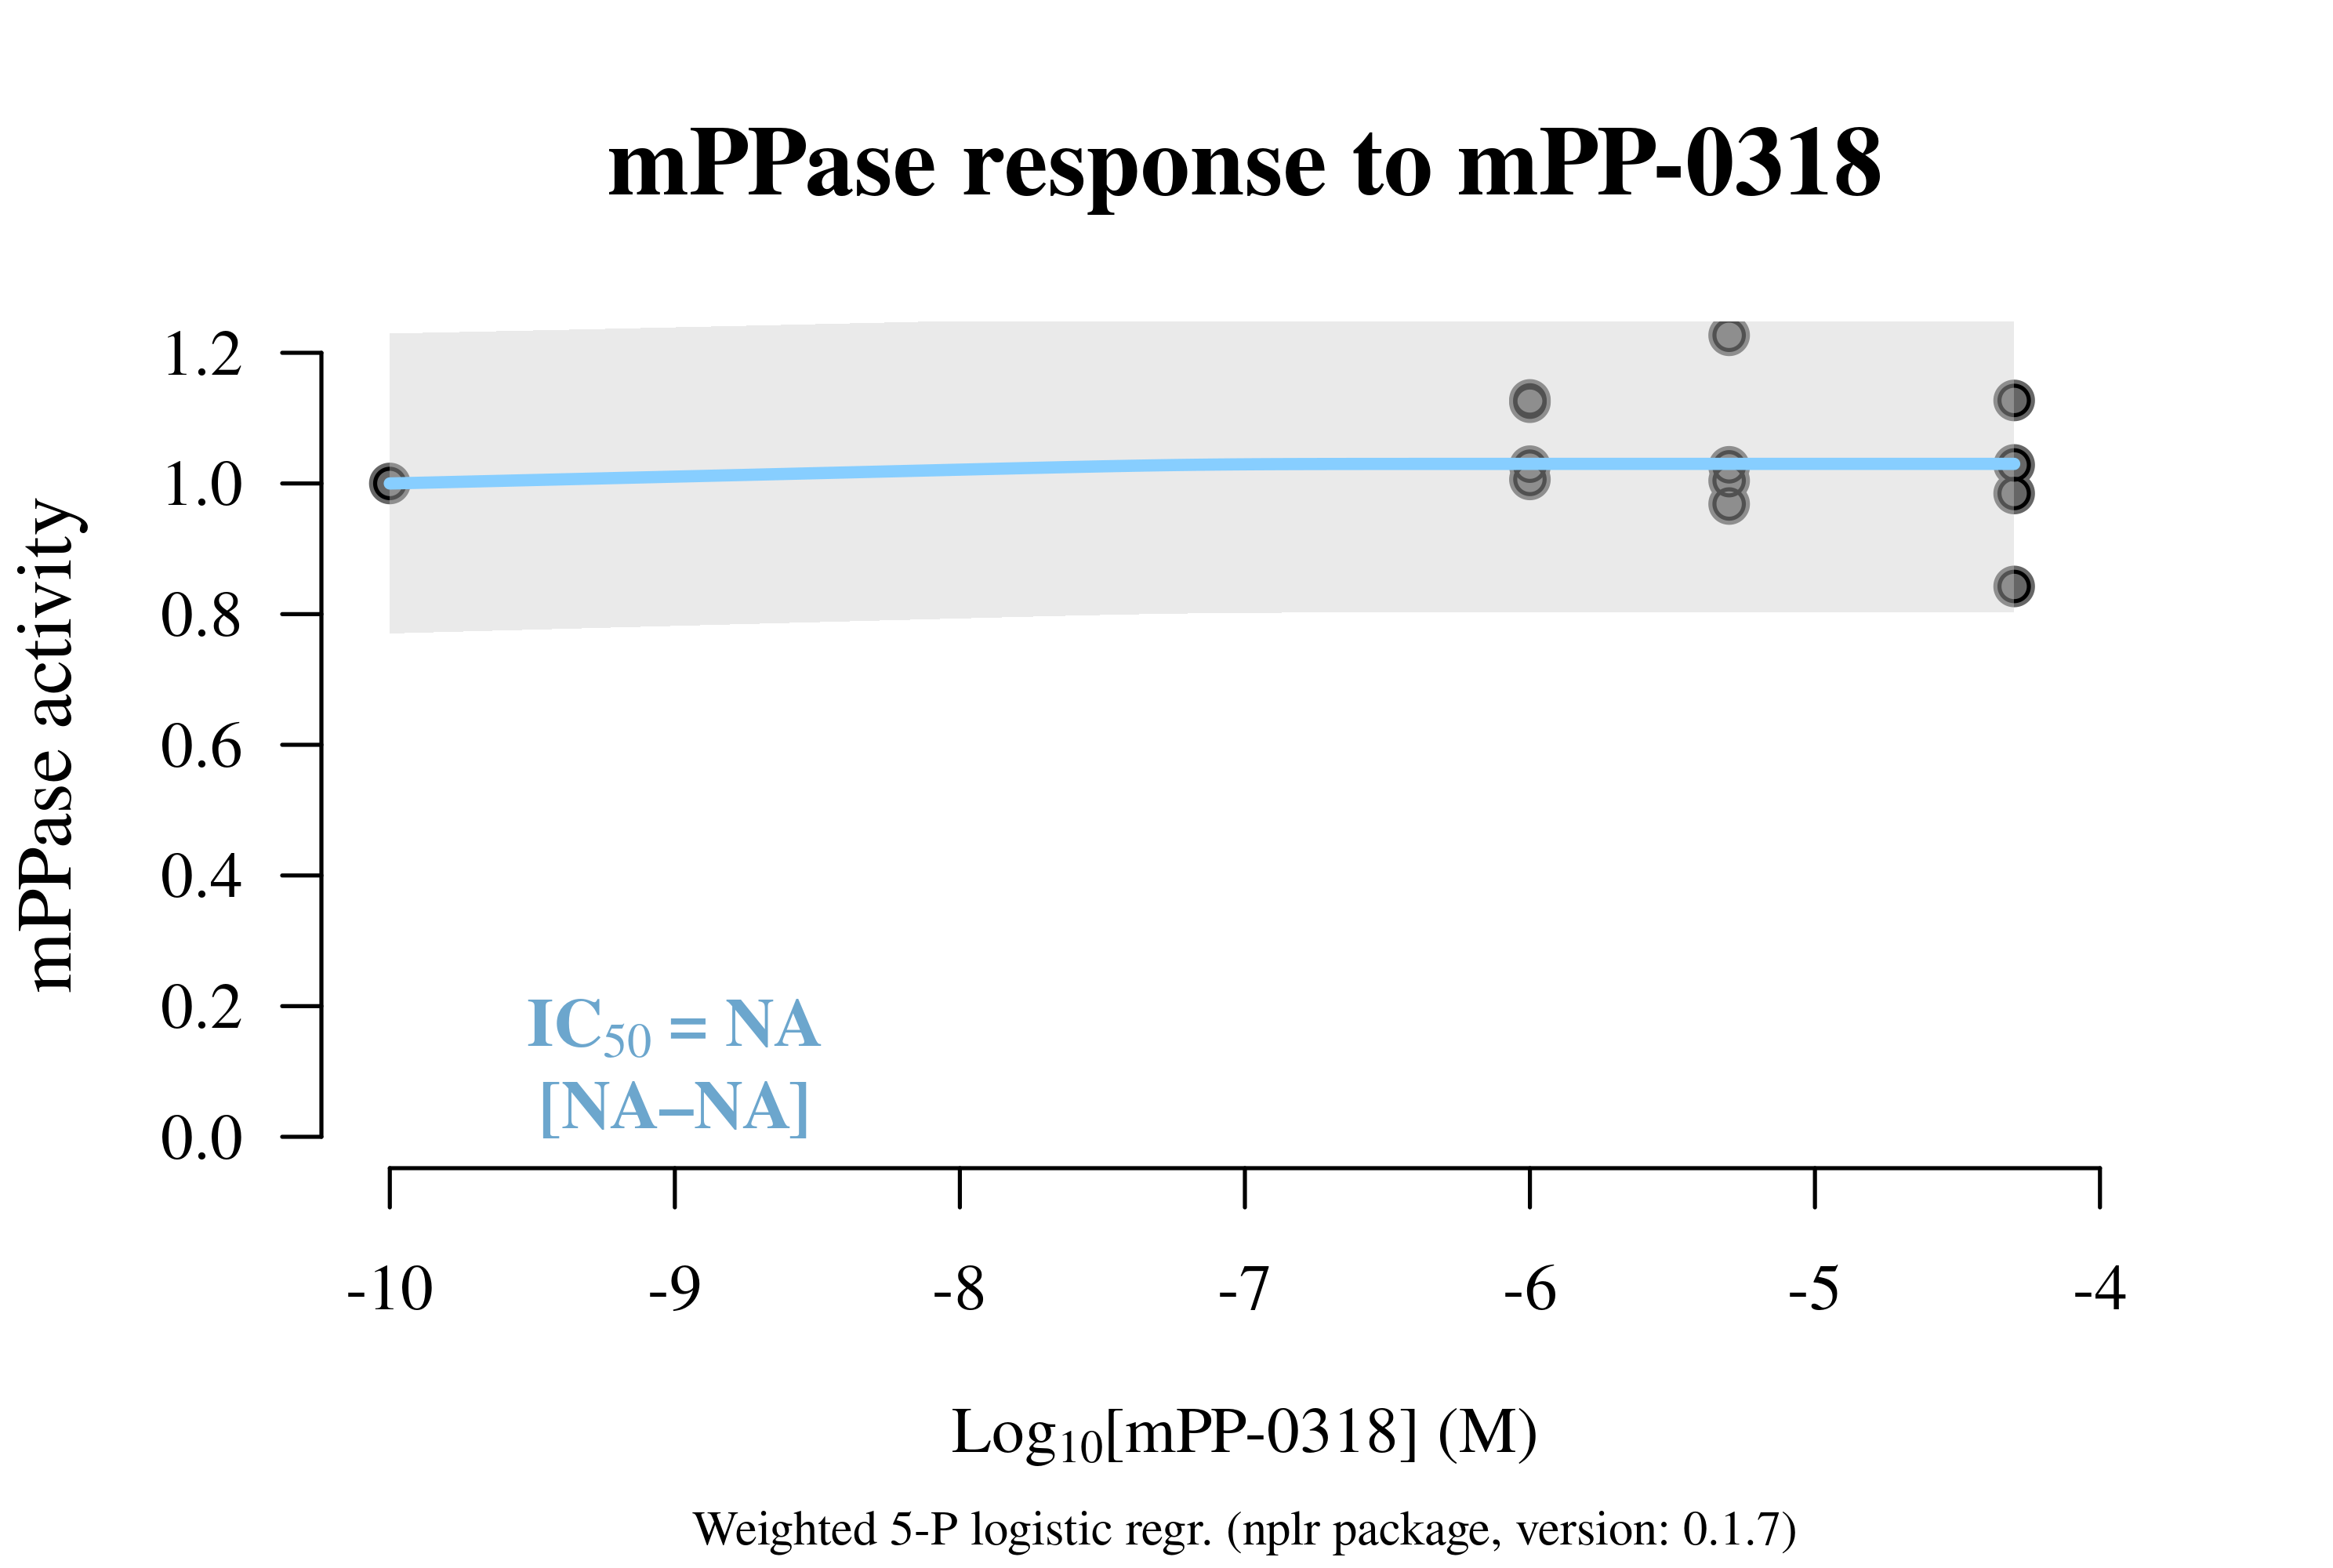 mPPase response to mPP-0318
mPPase activity
1.2
1.0
0.8
0.6
0.4
0.2
0.0
IC50 = NA
[NA–NA]
-10 -9 -8 -7 -6 -5 -4
Log10[mPP-0318] (M)
Weighted 5-P logistic regr. (nplr package, version: 0.1.7)